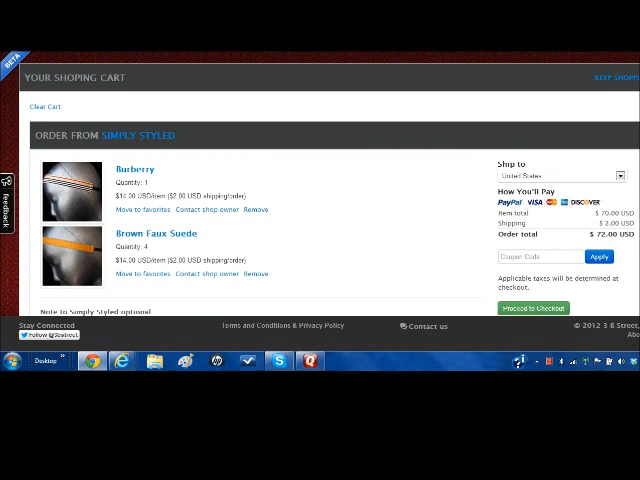 BETA
YOUR SHOPING CART
KEEP SHOPPI
Clear Cart
ORDER FROM SIMPLY STYLED
Burberry
Quantity: 1
$14.00 USD/item ($2.00 USD shipping/order)
Move to favorites Contact shop owner Remove
Brown Faux Suede
Quantity: 4
$14.00 USD/item ($2.00 USD shipping/order)
Move to favorites Contact shop owner Remove
Note to Simply Styled optional
Ship to
United States
How You'll Pay
PayPal VISA DISCOVER
Item total $ 70.00 USD
Shipping $ 2.00 USD
Order total $ 72.00 USD
Coupon Code Apply
Applicable taxes will be determined at
checkout.
Proceed to Checkout
feedback
Stay Connected
Follow @3bstreet
Terms and Conditions & Privacy Policy
Contact us
© 2012 3 B Street,
Abo
Desktop